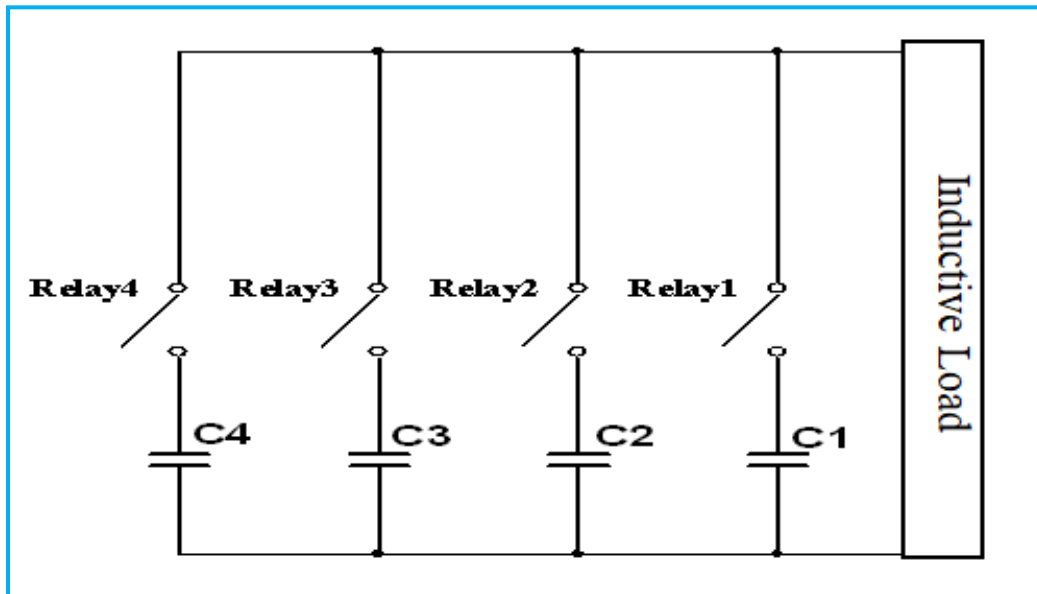 Relay4
Relay3
Relay2
Relay1
C4
C3
C2
C1
Inductive Load